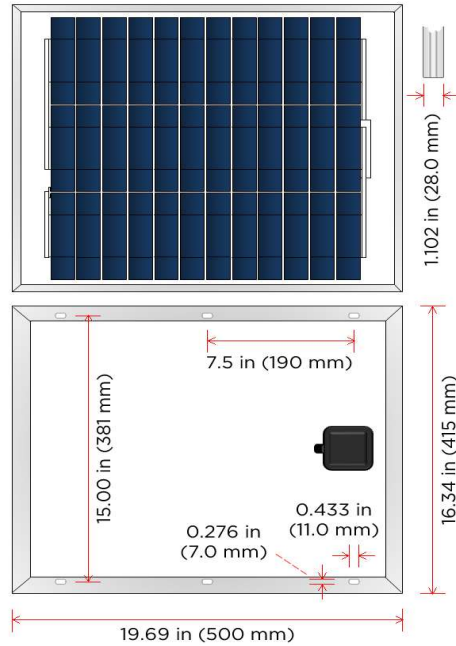 1.102 in (28.0 mm)
7.5 in (190 mm)
15.00 in (381 mm)
16.34 in (415 mm)
0.433 in
(11.0 mm)
0.276 in
(7.0 mm)
19.69 in (500 mm)